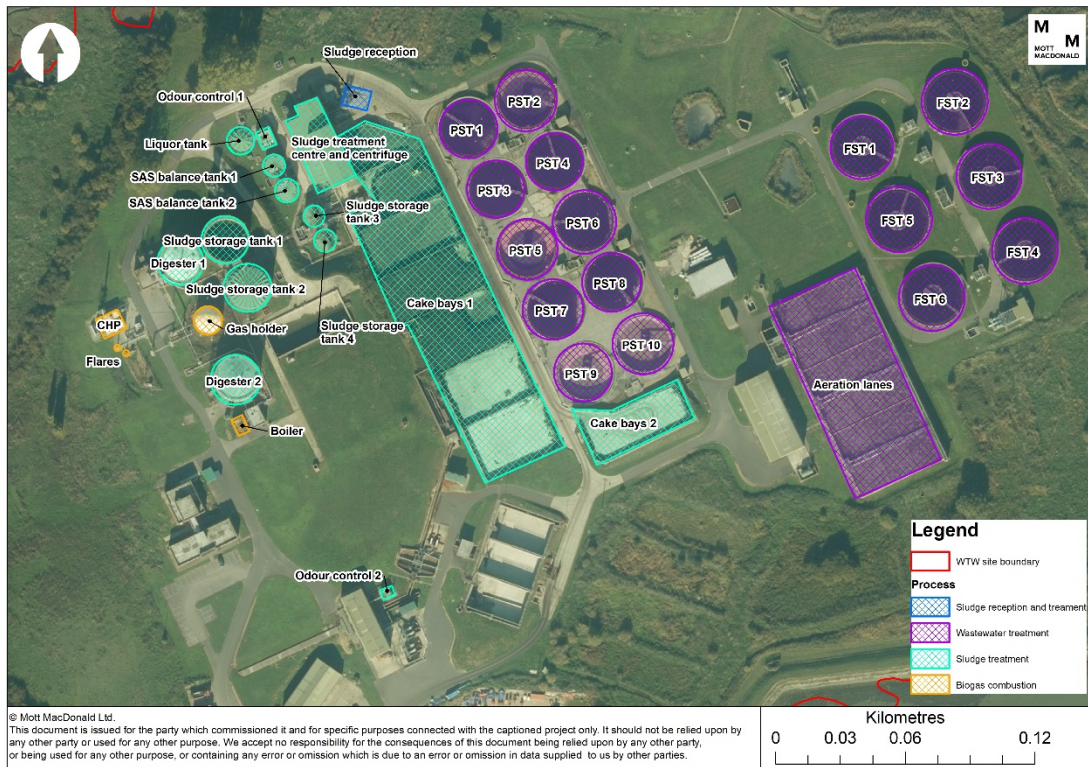 M M
MOTT
MACDONALD
Sludge reception
Odour control 1
Liquor tank
Sludge treatment
centre and centrifuge
SAS balance tank 1
SAS balance tank 2
Sludge storage
tank 3
Sludge storage tank 1
Digester 1
Sludge storage tank 2
Cake bays 1
CHP
Gas holder
Sludge storage
tank 4
Flares
Digester 2
Boiler
Odour control 2
PST 1
PST 2
PST 3
PST 4
PST 5
PST 6
PST 7
PST 8
PST 9
PST 10
Cake bays 2
FST 1
FST 2
FST 3
FST 4
FST 5
FST 6
Aeration lanes
Legend
WTW site boundary
Process
Sludge reception and treament
Wastewater treatment
Sludge treatment
Biogas combustion
© Mott MacDonald Ltd.
This document is issued for the party which commissioned it and for specific purposes connected with the captioned project only. It should not be relied upon by
any other party or used for any other purpose. We accept no responsibility for the consequences of this document being relied upon by any other party,
or being used for any other purpose, or containing any error or omission which is due to an error or omission in data supplied to us by other parties.
Kilometres
0 0.03 0.06 0.12